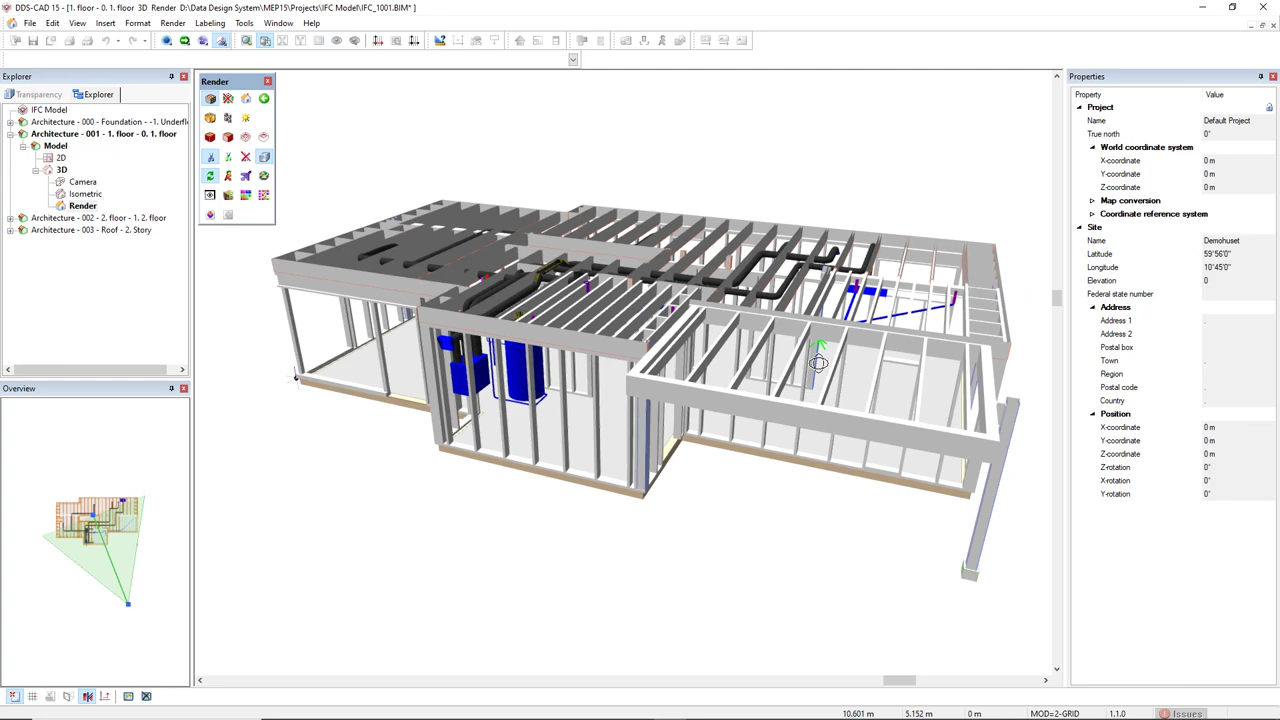 DDS-CAD 15 - [1. floor - 0. 1. floor 3D Render D:\Data Design System\MEP15\Projects\IFC Model\IFC_1001.BIM* ]
File Edit View Insert Format Render Labeling Tools Window Help
Explorer
Transparency Explorer
IFC Model
Architecture - 000 - Foundation - -1. Underfl
Architecture - 001 - 1. floor - 0. 1. floor
Model
2D
3D
Camera
Isometric
Render
Architecture - 002 - 2. floor - 1. 2. floor
Architecture - 003 - Roof - 2. Story
Overview
Render
Properties
Property Value
Project
Name Default Project
True north 0°
World coordinate system
X-coordinate 0 m
Y-coordinate 0 m
Z-coordinate 0 m
Map conversion
Coordinate reference system
Site
Name Demohuset
Latitude 59°56'0"
Longitude 10°45'0"
Elevation 0
Federal state number
Address
Address 1
Address 2
Postal box
Town
Region
Postal code
Country
Position
X-coordinate 0 m
Y-coordinate 0 m
Z-coordinate 0 m
Z-rotation 0°
X-rotation 0°
Y-rotation 0°
10.601 m 5.152 m 0 m MOD=2-GRID 1.1.0 Issues